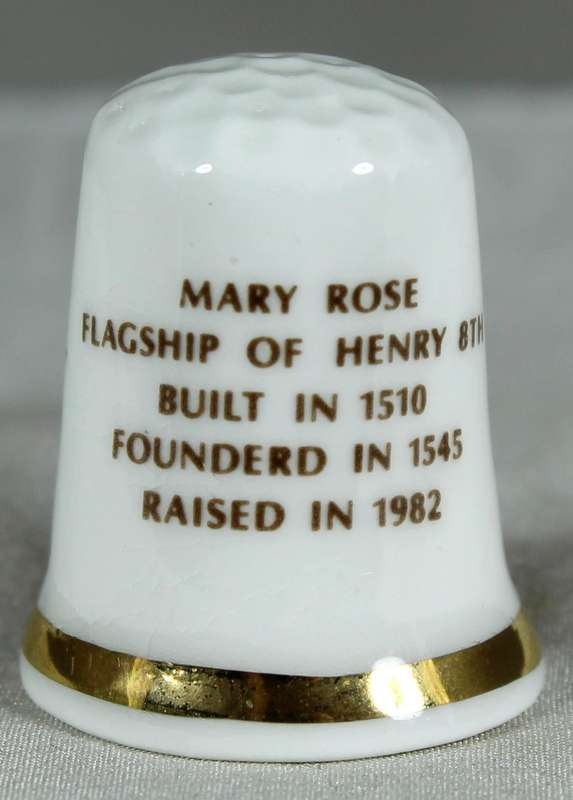 MARY ROSE
FLAGSHIP OF HENRY 8TH
BUILT IN 1510
FOUNDERD IN 1545
RAISED IN 1982